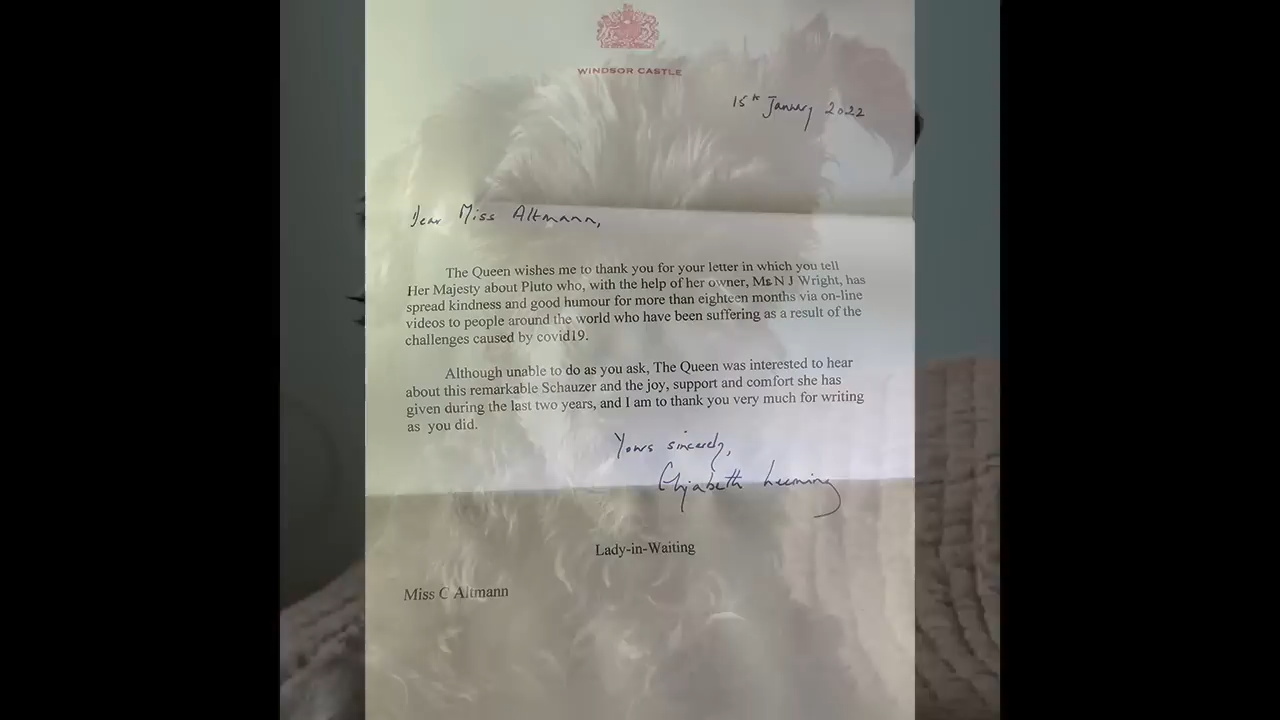 WINDSOR CASTLE
15th January 2022
Dear Miss Altmann,
The Queen wishes me to thank you for your letter in which you tell
Her Majesty about Pluto who, with the help of her owner, Ms N J Wright, has
spread kindness and good humour for more than eighteen months via on-line
videos to people around the world who have been suffering as a result of the
challenges caused by covid19.
Although unable to do as you ask, The Queen was interested to hear
about this remarkable Schauzer and the joy, support and comfort she has
given during the last two years, and I am to thank you very much for writing
as you did.
Yours sincerely,
Elizabeth Leeming
Lady-in-Waiting
Miss C Altmann